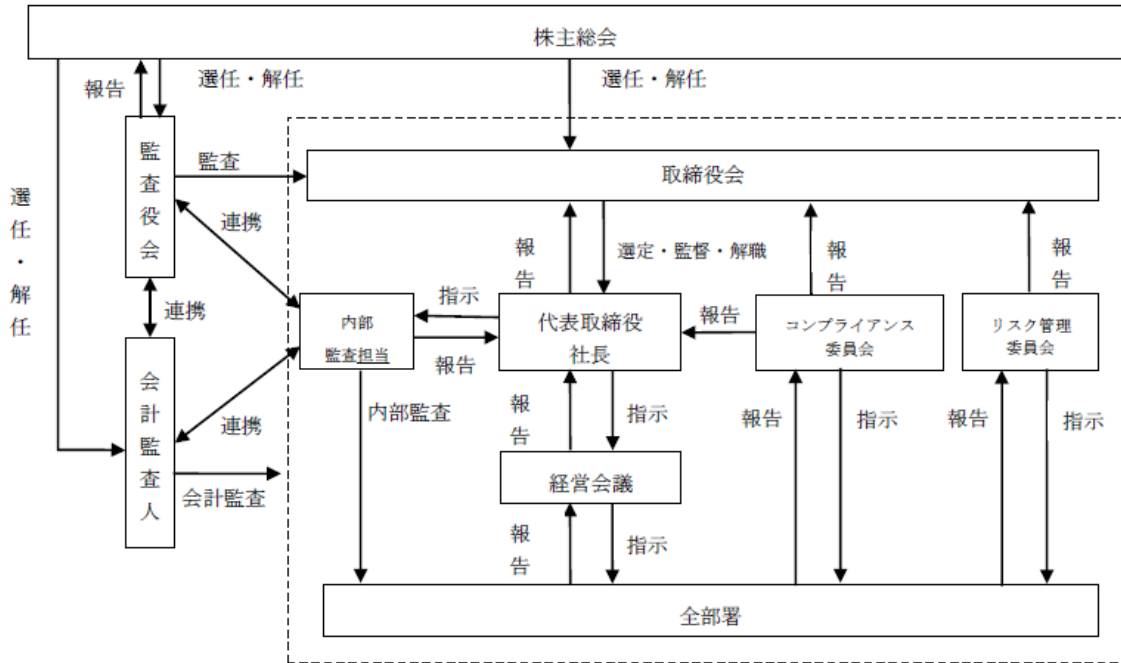 株主総会
報告
選任・解任
選任・解任
選任・解任
監査役会
監査
取締役会
連携
報告
選定・監督・解職
報告
報告
連携
内部
監査担当
指示
報告
代表取締役
社長
報告
コンプライアンス
委員会
リスク管理
委員会
会計監査人
連携
会計監査
内部監査
報告
指示
報告
指示
報告
指示
経営会議
報告
指示
全部署